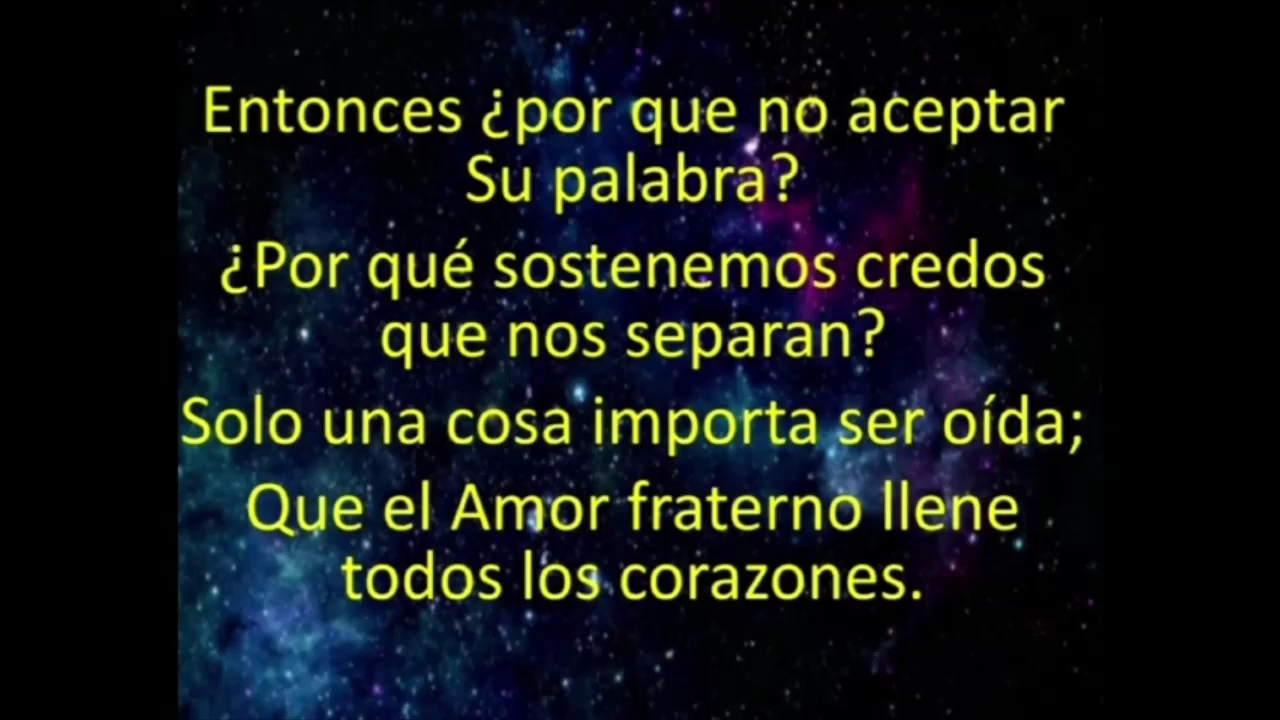 Entonces ¿por que no aceptar
Su palabra?
¿Por qué sostenemos credos
que nos separan?
Solo una cosa importa ser oída;
Que el Amor fraterno llene
todos los corazones.